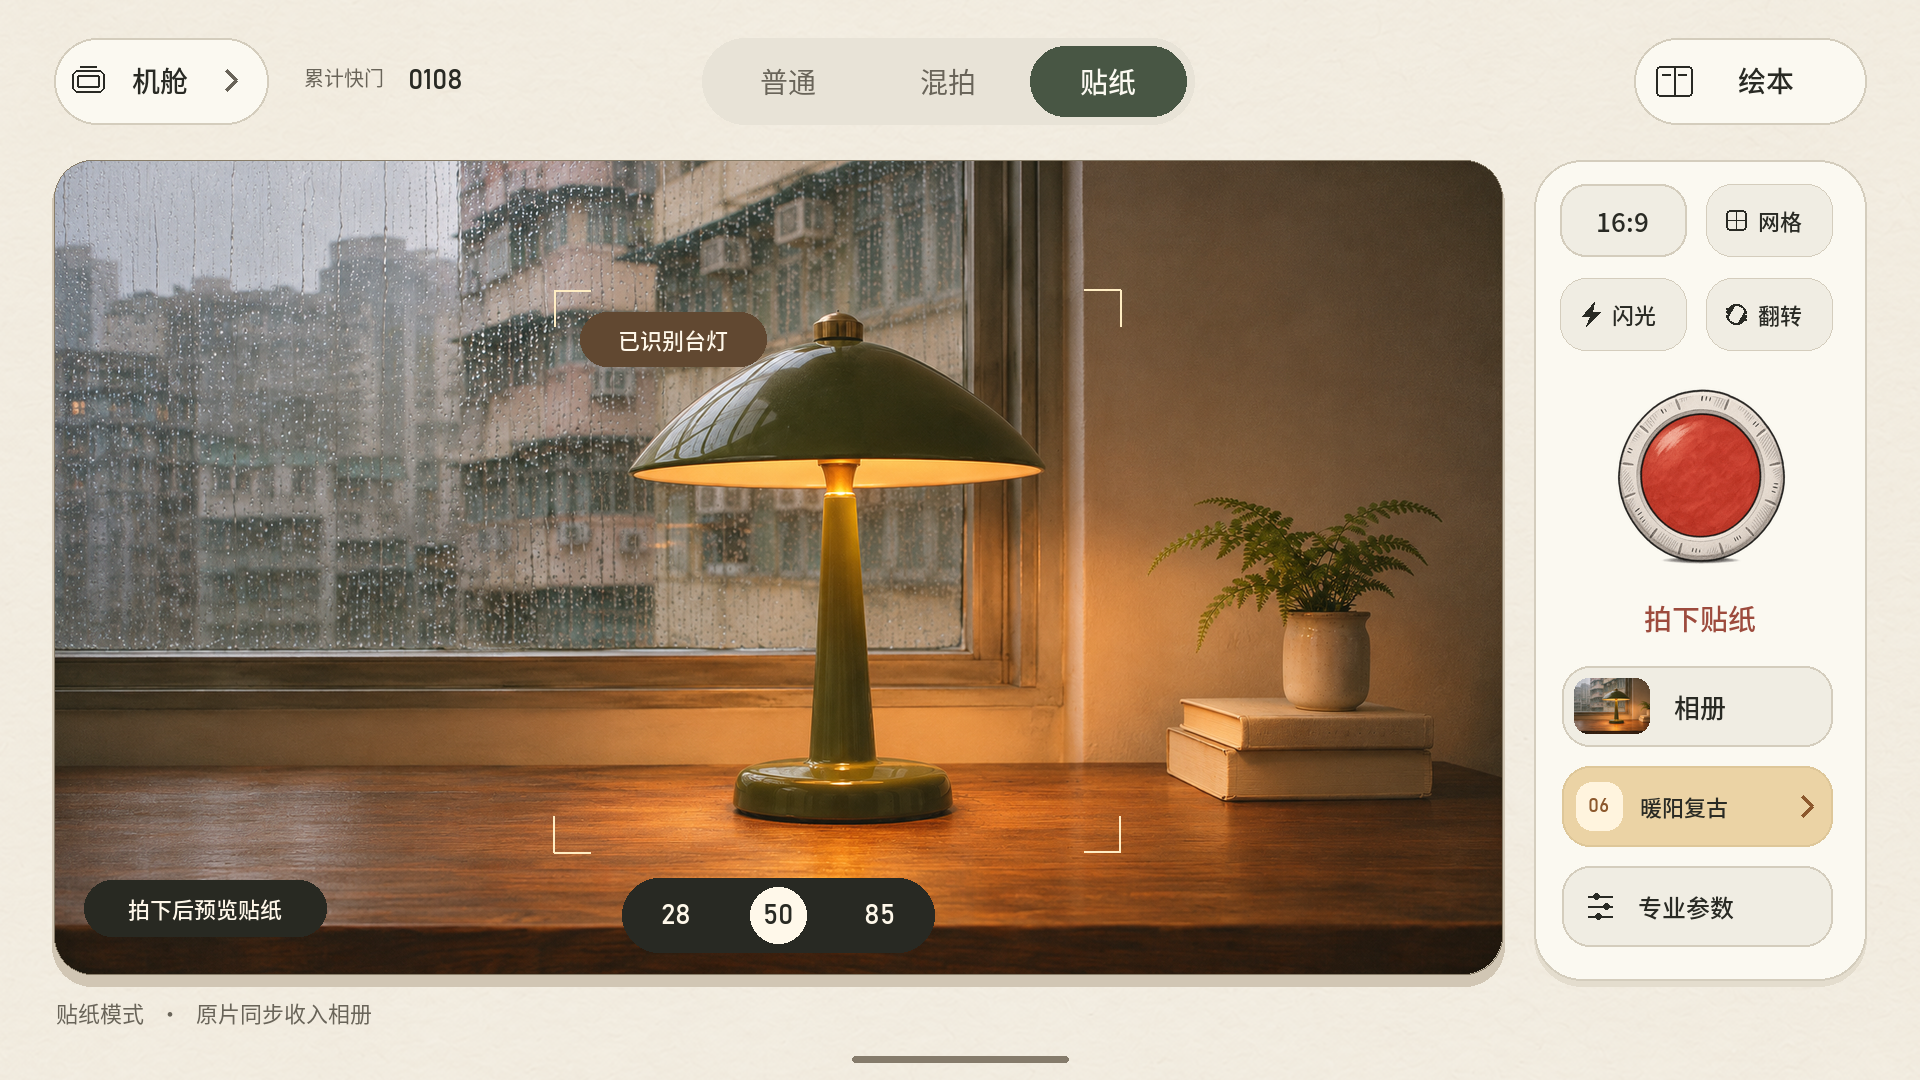 机舱
累计快门 0108
普通 混拍 贴纸
绘本
16:9
网格
闪光
翻转
已识别台灯
拍下贴纸
相册
06 暖阳复古
专业参数
拍下后预览贴纸
28 50 85
贴纸模式 • 原片同步收入相册